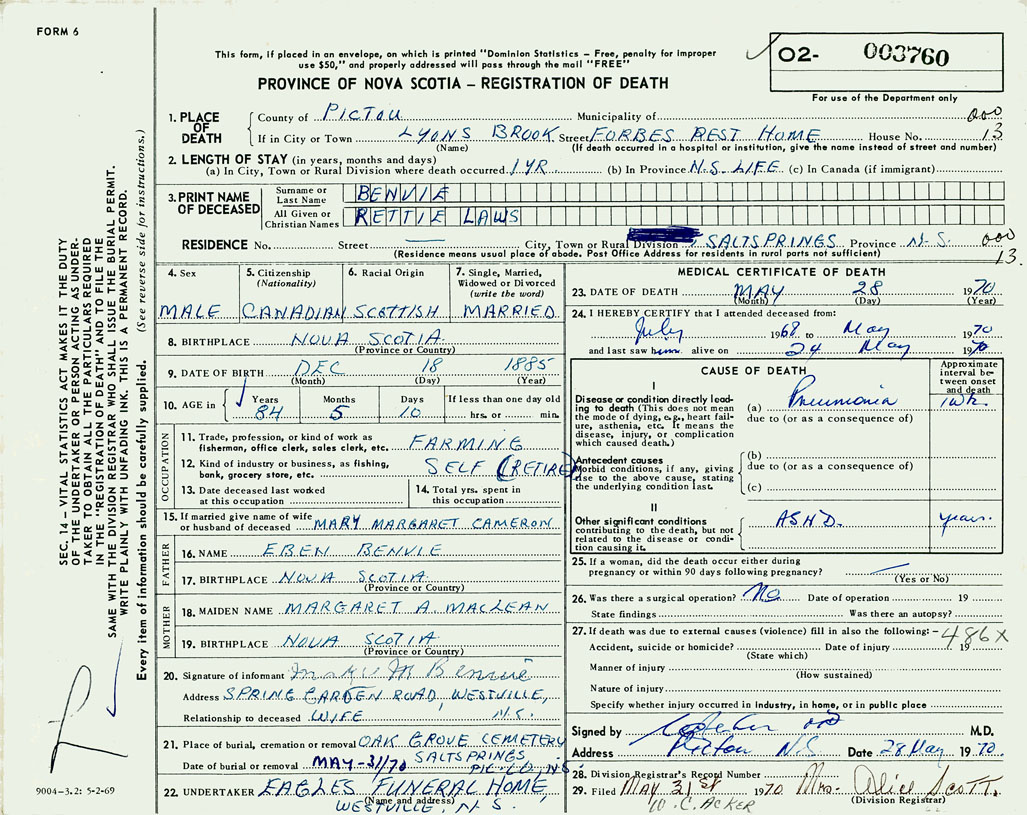 FORM 6
This form, if placed in an envelope, on which is printed "Dominion Statistics – Free, penalty for improper
use $50," and properly addressed will pass through the mail "FREE"
O2- 003760
For use of the Department only
PROVINCE OF NOVA SCOTIA – REGISTRATION OF DEATH
SEC. 14 – VITAL STATISTICS ACT MAKES IT THE DUTY
OF THE UNDERTAKER OR PERSON ACTING AS UNDER-
TAKER TO OBTAIN ALL THE PARTICULARS REQUIRED
IN THE "REGISTRATION OF DEATH" AND TO FILE THE
SAME WITH THE DIVISION REGISTRAR WHO SHALL ISSUE THE BURIAL PERMIT.
WRITE PLAINLY WITH UNFADING INK. THIS IS A PERMANENT RECORD.
Every item of information should be carefully supplied. (See reverse side for instructions.)
9004-3.2: 5-2-69
1. PLACE OF DEATH
County of PICTOU Municipality of 000
If in City or Town LYONS BROOK Street FORBES REST HOME House No. 13
(Name) (If death occurred in a hospital or institution, give the name instead of street and number)
2. LENGTH OF STAY (in years, months and days)
(a) In City, Town or Rural Division where death occurred 1 YR. (b) In Province N.S. LIFE (c) In Canada (if immigrant)
3. PRINT NAME OF DECEASED
Surname or Last Name BENVIE
All Given or Christian Names RETTIE LAWS
RESIDENCE No. Street City, Town or Rural Division SALTSPRINGS Province N.S. 000
(Residence means usual place of abode. Post Office Address for residents in rural parts not sufficient) 13.
4. Sex MALE
5. Citizenship (Nationality) CANADIAN
6. Racial Origin SCOTTISH
7. Single, Married, Widowed or Divorced (write the word) MARRIED
8. BIRTHPLACE NOVA SCOTIA
(Province or Country)
9. DATE OF BIRTH DEC 18 1885
(Month) (Day) (Year)
10. AGE in Years Months Days If less than one day old
84 5 10 hrs. or min.
OCCUPATION
11. Trade, profession, or kind of work as
fisherman, office clerk, sales clerk, etc. FARMING
12. Kind of industry or business, as fishing,
bank, grocery store, etc. SELF (RETIRED
13. Date deceased last worked
at this occupation
14. Total yrs. spent in
this occupation
15. If married give name of wife
or husband of deceased MARY MARGARET CAMERON
FATHER
16. NAME EBEN BENVIE
17. BIRTHPLACE NOVA SCOTIA
(Province or Country)
MOTHER
18. MAIDEN NAME MARGARET A. MACLEAN
19. BIRTHPLACE NOVA SCOTIA
(Province or Country)
20. Signature of informant M Benvie
Address SPRING GARDEN ROAD, WESTVILLE,
Relationship to deceased WIFE N.S.
21. Place of burial, cremation or removal OAK GROVE CEMETERY
SALTSPRINGS
Date of burial or removal MAY-31/70 PIC. CO. N.S.
22. UNDERTAKER EAGLES FUNERAL HOME,
(Name and address)
WESTVILLE, N.S.
MEDICAL CERTIFICATE OF DEATH
23. DATE OF DEATH MAY 28 1970
(Month) (Day) (Year)
24. I HEREBY CERTIFY that I attended deceased from:
July 1968 to May 1970
and last saw him alive on 24 May 1970
CAUSE OF DEATH
Approximate interval between onset and death
I
Disease or condition directly lead-
ing to death (This does not mean
the mode of dying, e.g., heart fail-
ure, asthenia, etc. It means the
disease, injury, or complication
which caused death.)
(a) Pneumonia 1 wk.
due to (or as a consequence of)
Antecedent causes
Morbid conditions, if any, giving
rise to the above cause, stating
the underlying condition last.
(b)
due to (or as a consequence of)
(c)
II
Other significant conditions
contributing to the death, but not
related to the disease or condi-
tion causing it.
ASHD. years.
25. If a woman, did the death occur either during
pregnancy or within 90 days following pregnancy?
(Yes or No)
26. Was there a surgical operation? No Date of operation 19
State findings Was there an autopsy?
27. If death was due to external causes (violence) fill in also the following: – 486X
Accident, suicide or homicide? Date of injury 19
(State which)
Manner of injury
(How sustained)
Nature of injury
Specify whether injury occurred in industry, in home, or in public place
Signed by M.D.
Address Pictou N.S. Date 28 May 1970
28. Division Registrar's Record Number
29. Filed MAY 31st 1970 Mrs. Alice Scott.
(Division Registrar)
W. C. ACKER